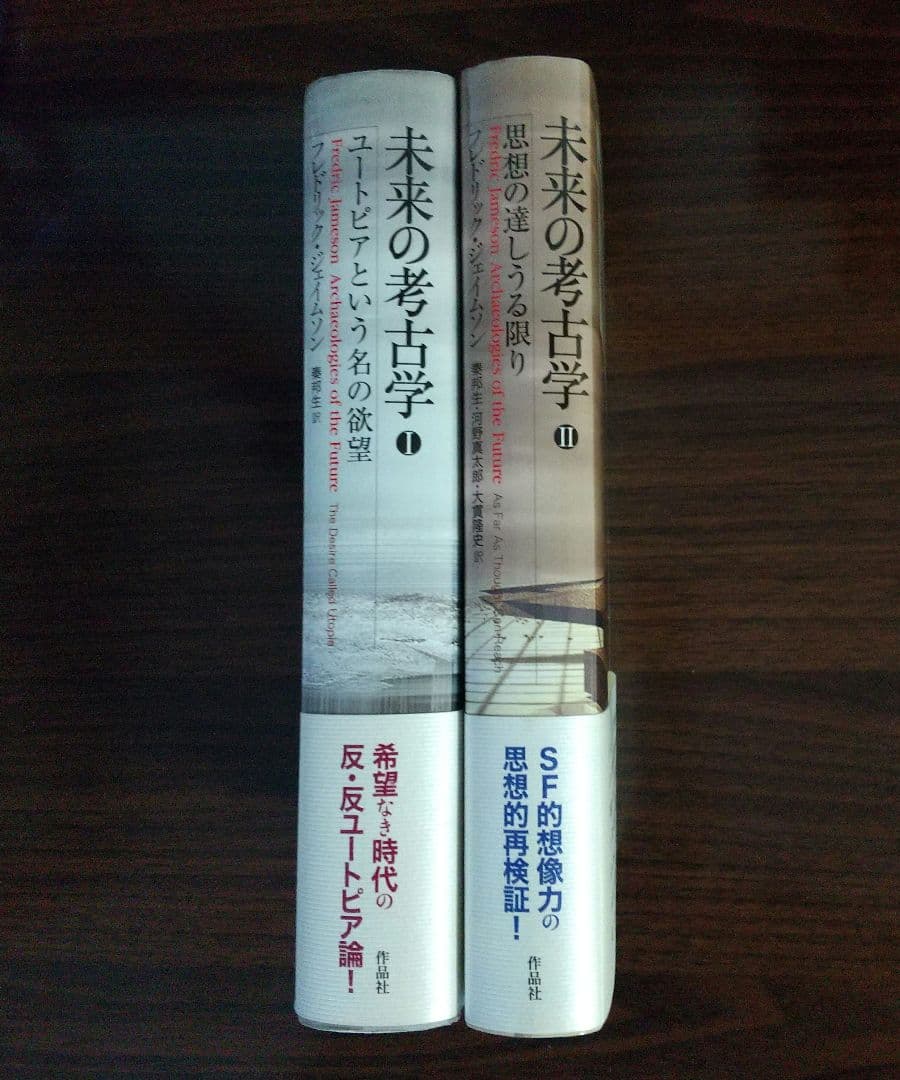 未来の考古学 Ⅰ
ユートピアという名の欲望
Fredric Jameson Archaeologies of the Future The Desire Called Utopia
フレドリック・ジェイムソン 秦邦生 訳
希望なき時代の
反・反ユートピア論！
作品社
未来の考古学 Ⅱ
思想の達しうる限り
Fredric Jameson Archaeologies of the Future As Far As Thought Can Reach
フレドリック・ジェイムソン 秦邦生・河野真太郎・大貫隆史 訳
SF的想像力の
思想的再検証！
作品社